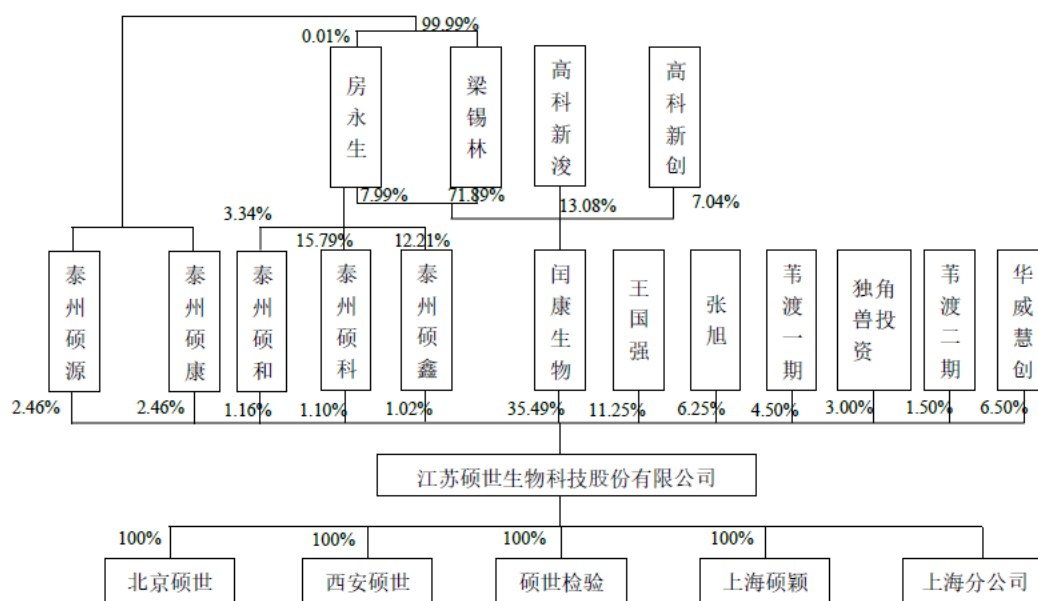 99.99%
0.01%
房永生
梁锡林
高科新浚
高科新创
7.99%
71.89%
13.08%
7.04%
3.34%
15.79%
12.21%
泰州硕源
泰州硕康
泰州硕和
泰州硕科
泰州硕鑫
闰康生物
王国强
张旭
苇渡一期
独角
兽投
资
苇渡二期
华威慧创
2.46%
2.46%
1.16%
1.10%
1.02%
35.49%
11.25%
6.25%
4.50%
3.00%
1.50%
6.50%
江苏硕世生物科技股份有限公司
100%
100%
100%
100%
北京硕世
西安硕世
硕世检验
上海硕颖
上海分公司